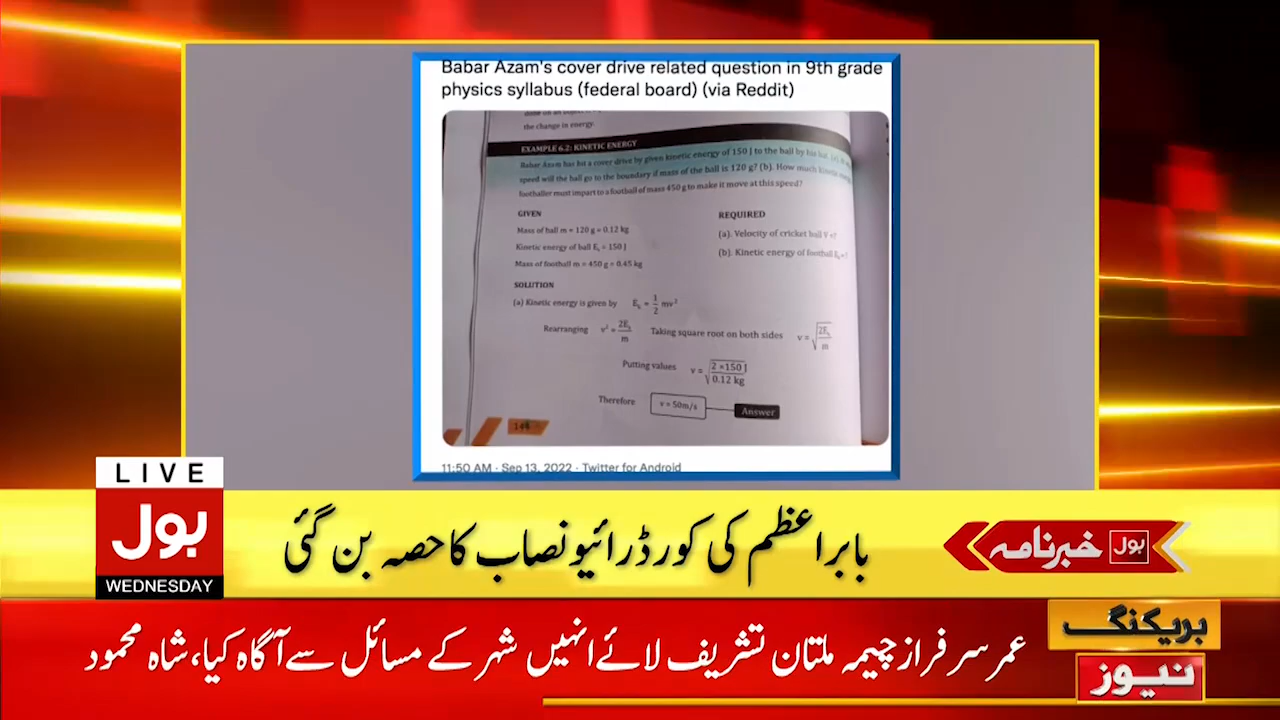 Babar Azam's cover drive related question in 9th grade
physics syllabus (federal board) (via Reddit)
the change in energy.
EXAMPLE 6.2: KINETIC ENERGY
Babar Azam has hit a cover drive by given kinetic energy of 150 J to the ball by his bat.
speed will the ball go to the boundary if mass of the ball is 120 g? (b). How much kinetic
footballer must impart to a football of mass 450 g to make it move at this speed?
GIVEN
Mass of ball m = 120 g = 0.12 kg
Kinetic energy of ball Eₖ = 150 J
Mass of football m = 450 g = 0.45 kg
REQUIRED
(a). Velocity of cricket ball V =?
(b). Kinetic energy of football Eₖ =?
SOLUTION
(a) Kinetic energy is given by Eₖ = 1/2 mv²
Rearranging v² = 2Eₖ/m Taking square root on both sides v = √(2Eₖ/m)
Putting values v = √(2 × 150 J / 0.12 kg)
Therefore v = 50m/s Answer
144
11:50 AM · Sep 13, 2022 · Twitter for Android
LIVE
بول
WEDNESDAY
بابر اعظم کی کور ڈرائیو نصاب کا حصہ بن گئی
بول خبرنامہ
بریکنگ
نیوز
عمر سرفراز چیمہ ملتان تشریف لائے انہیں شہر کے مسائل سے آگاہ کیا، شاہ محمود